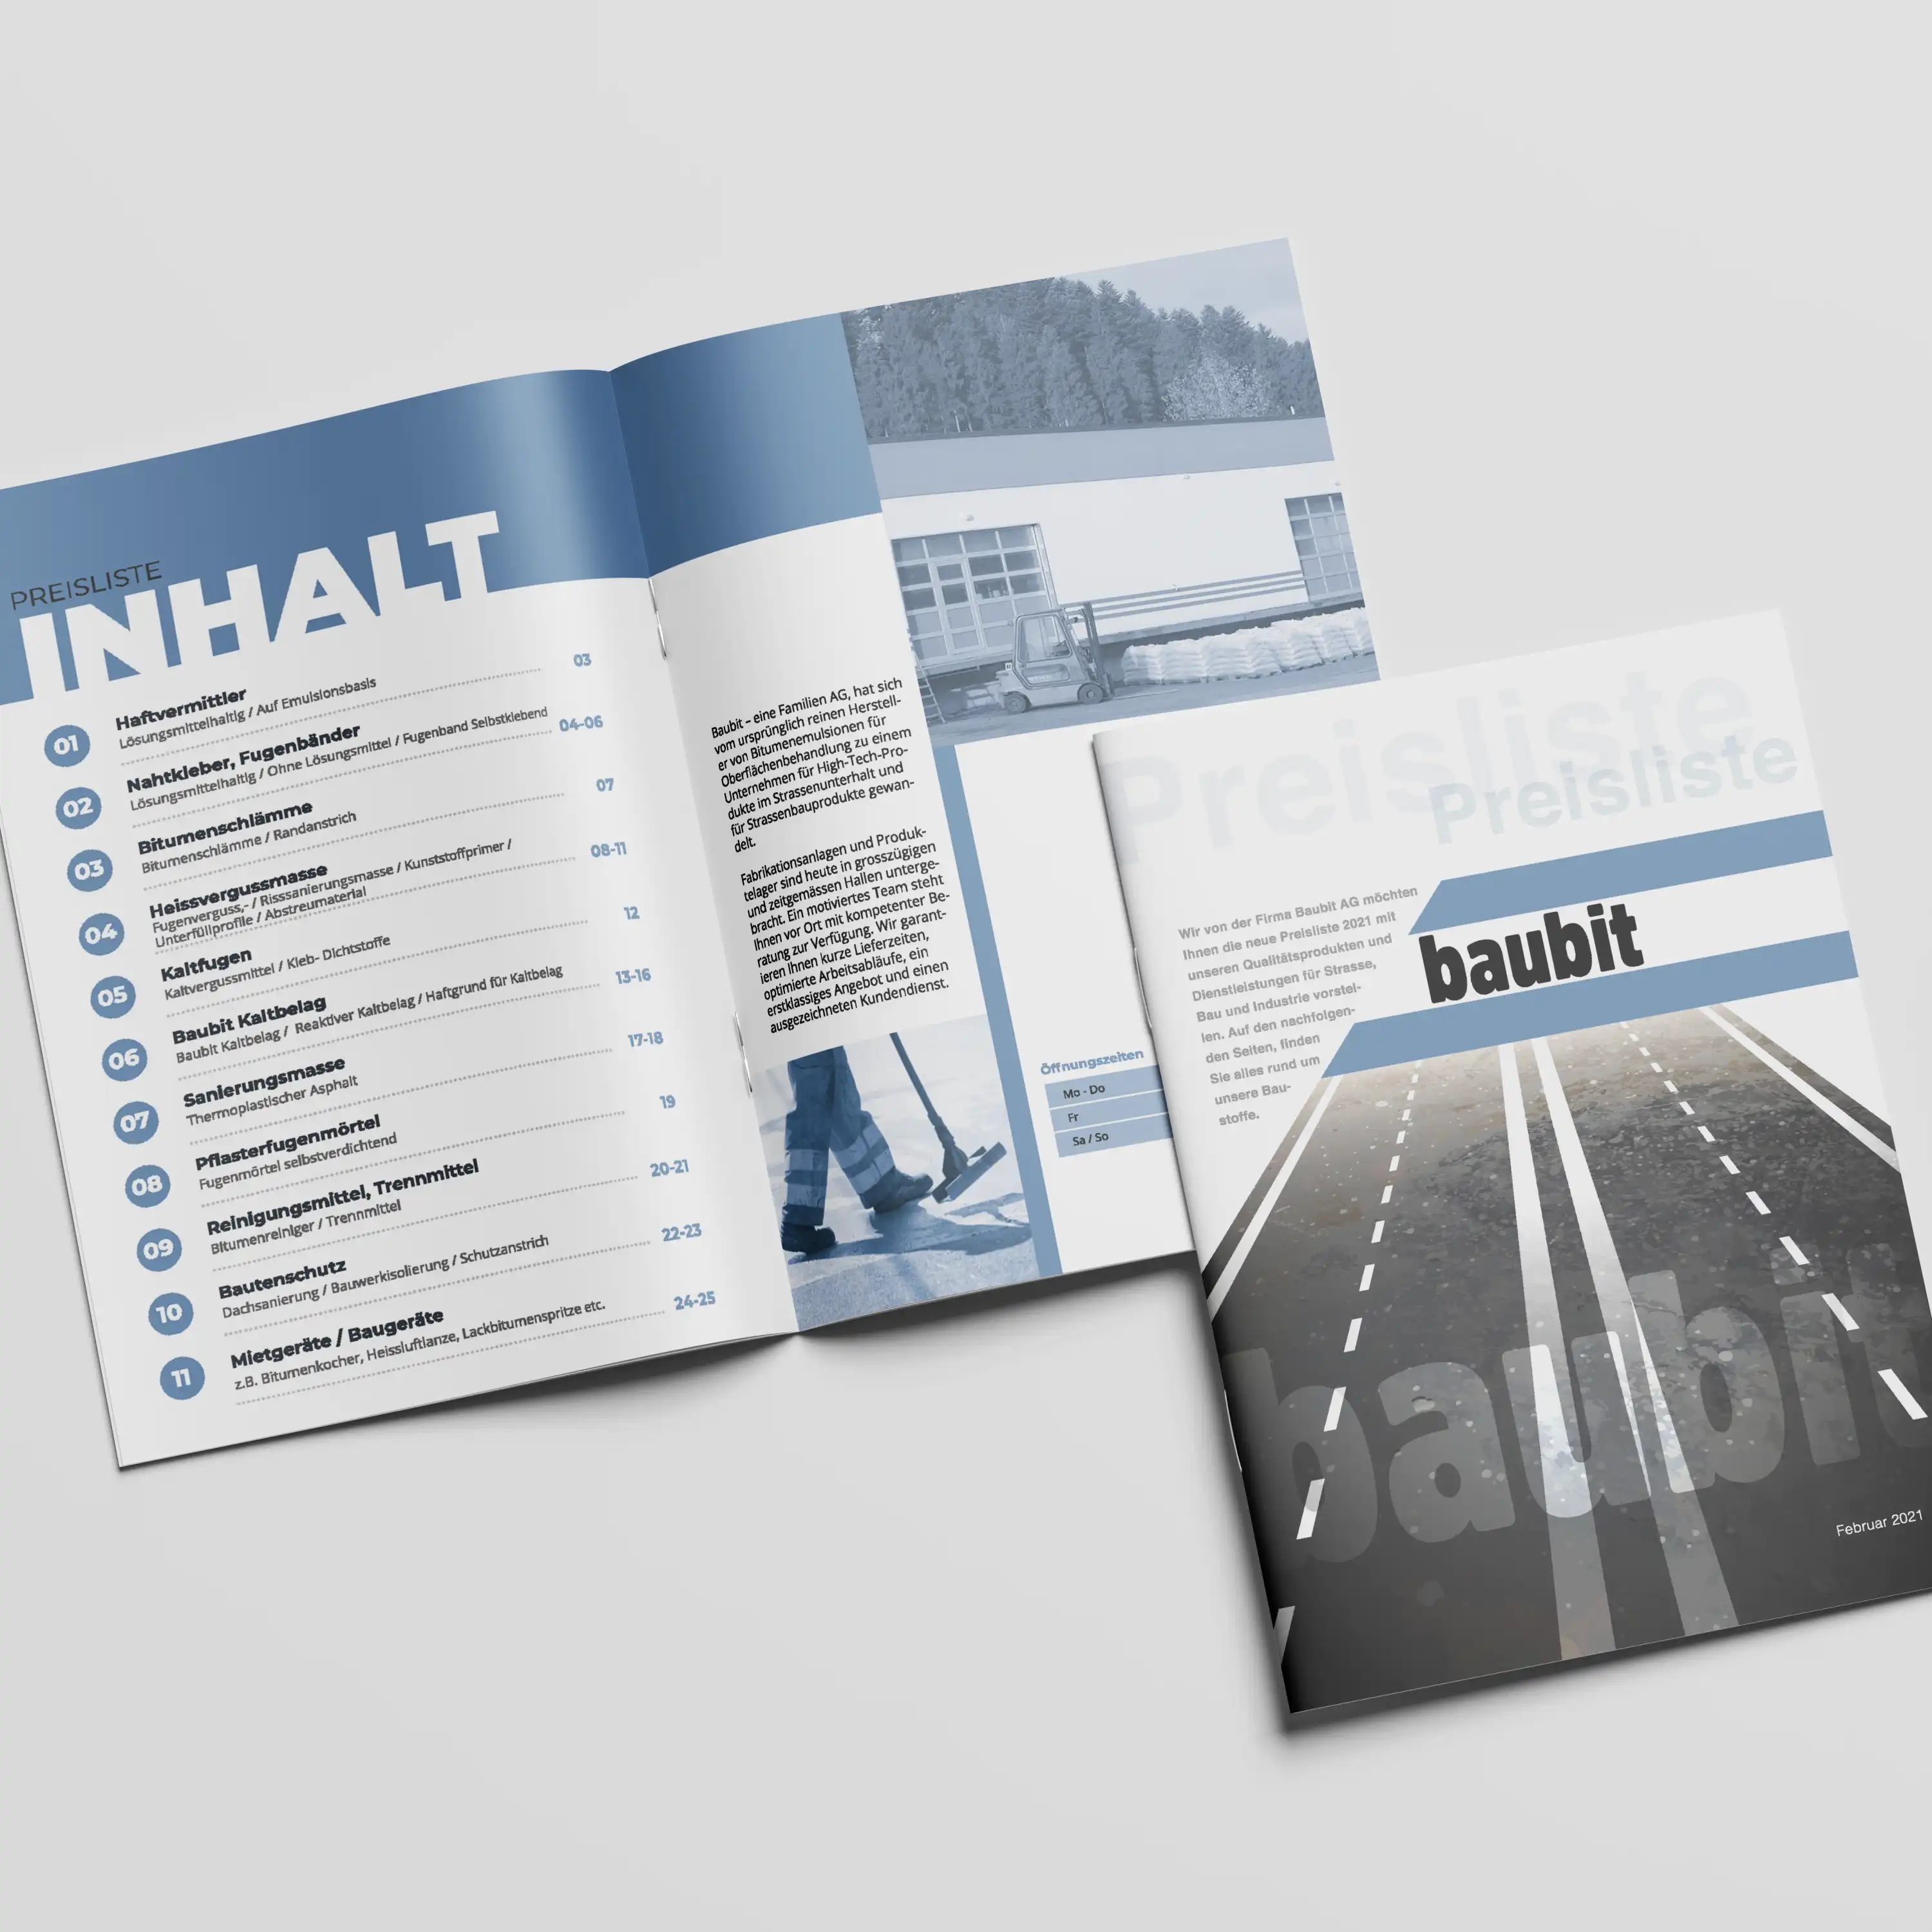 PREISLISTE
INHALT
01
Haftvermittler
Lösungsmittelhaltig / Auf Emulsionsbasis
03
02
Nahtkleber, Fugenbänder
Lösungsmittelhaltig / Ohne Lösungsmittel / Fugenband Selbstklebend
04-06
03
Bitumenschlämme
Bitumenschlämme / Randanstrich
07
04
Heissvergussmasse
Fugenverguss,- / Risssanierungsmasse / Kunststoffprimer /
Unterfüllprofile / Abstreumaterial
08-11
05
Kaltfugen
Kaltvergussmittel / Kleb- Dichtstoffe
12
06
Baubit Kaltbelag
Baubit Kaltbelag / Reaktiver Kaltbelag / Haftgrund für Kaltbelag
13-16
07
Sanierungsmasse
Thermoplastischer Asphalt
17-18
08
Pflasterfugenmörtel
Fugenmörtel selbstverdichtend
19
09
Reinigungsmittel, Trennmittel
Bitumenreiniger / Trennmittel
20-21
10
Bautenschutz
Dachsanierung / Bauwerkisolierung / Schutzanstrich
22-23
11
Mietgeräte / Baugeräte
z.B. Bitumenkocher, Heissluftlanze, Lackbitumenspritze etc.
24-25
Baubit – eine Familien AG, hat sich
vom ursprünglich reinen Herstell-
er von Bitumenemulsionen für
Oberflächenbehandlung zu einem
Unternehmen für High-Tech-Pro-
dukte im Strassenunterhalt und
für Strassenbauprodukte gewan-
delt.
Fabrikationsanlagen und Produk-
telager sind heute in grosszügigen
und zeitgemässen Hallen unterge-
bracht. Ein motiviertes Team steht
Ihnen vor Ort mit kompetenter Be-
ratung zur Verfügung. Wir garant-
ieren Ihnen kurze Lieferzeiten,
optimierte Arbeitsabläufe, ein
erstklassiges Angebot und einen
ausgezeichneten Kundendienst.
Öffnungszeiten
Mo - Do
Fr
Sa / So
Preisliste
Preisliste
Wir von der Firma Baubit AG möchten
Ihnen die neue Preisliste 2021 mit
unseren Qualitätsprodukten und
Dienstleistungen für Strasse,
Bau und Industrie vorstel-
len. Auf den nachfolgen-
den Seiten, finden
Sie alles rund um
unsere Bau-
stoffe.
baubit
baubit
Februar 2021